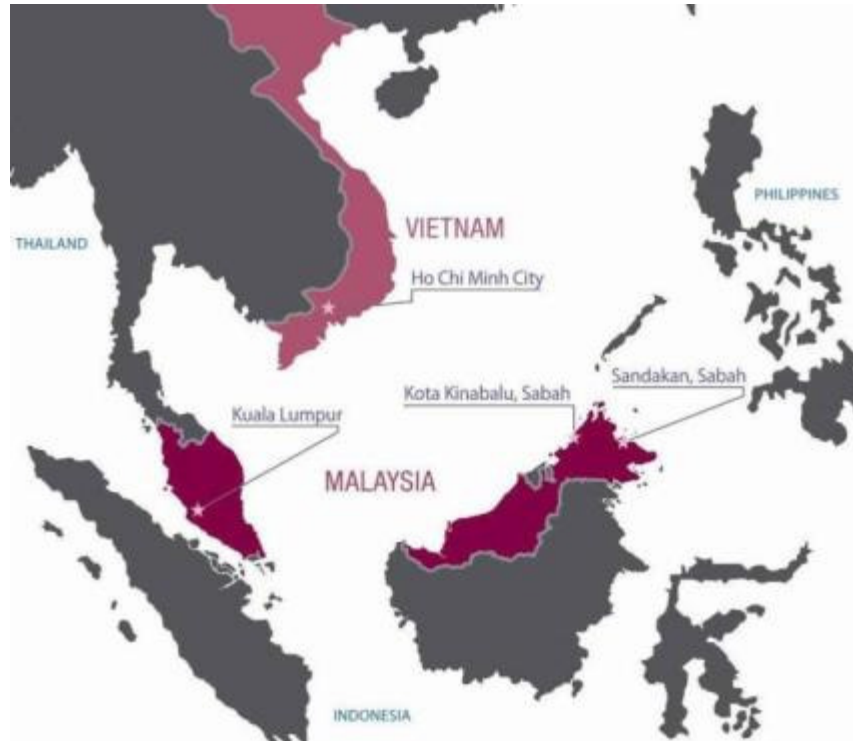 PHILIPPINES
VIETNAM
THAILAND
Ho Chi Minh City
Sandakan, Sabah
Kota Kinabalu, Sabah
Kuala Lumpur
MALAYSIA
INDONESIA